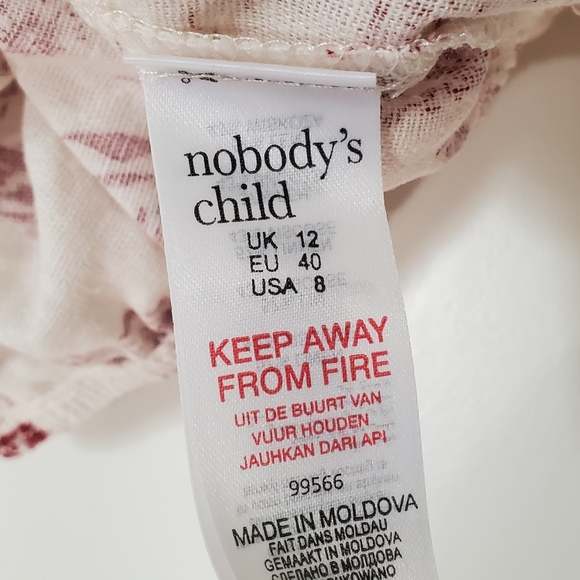 nobody's
child
UK 12
EU 40
USA 8
KEEP AWAY
FROM FIRE
UIT DE BUURT VAN
VUUR HOUDEN
JAUHKAN DARI API
99566
MADE IN MOLDOVA
FAIT DANS MOLDAU
GEMAAKT IN MOLDOVA
СДЕЛАНО В МОЛДОВА